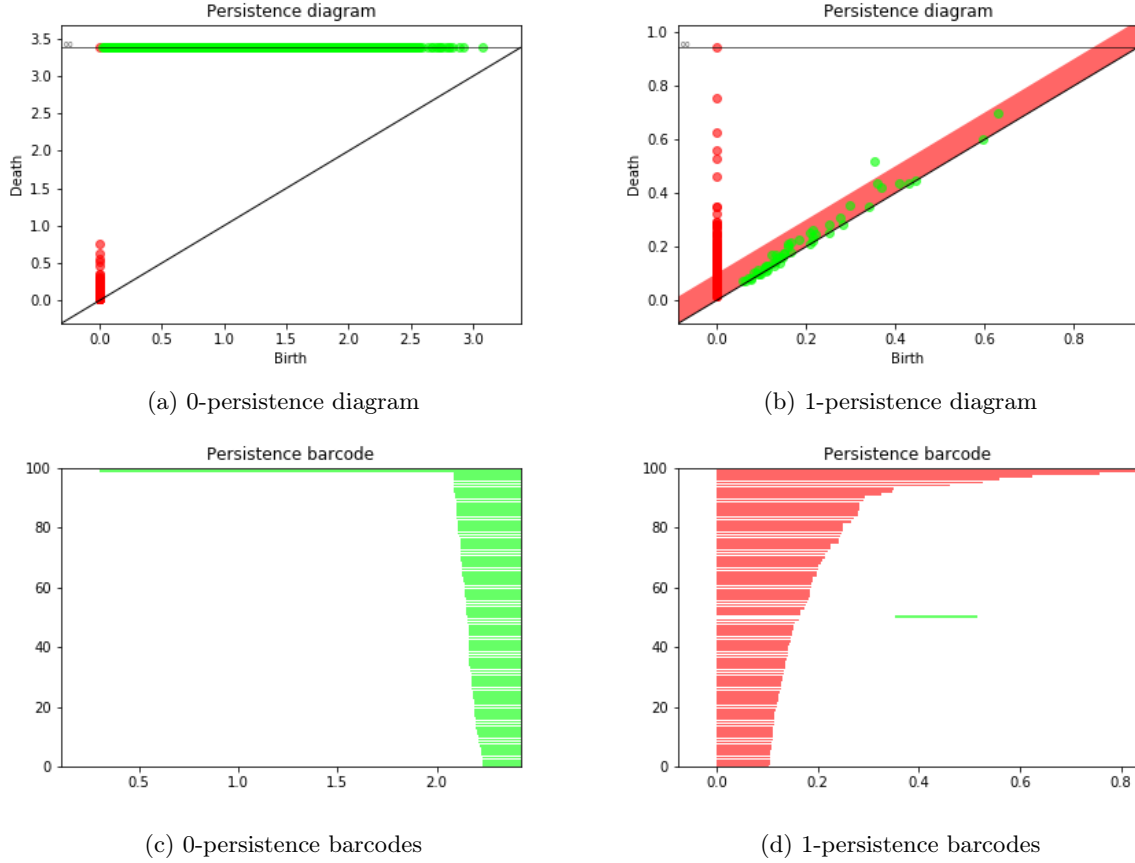 Persistence diagram
3.5
3.0
2.5
2.0
1.5
1.0
0.5
0.0
∞
Death
0.0 0.5 1.0 1.5 2.0 2.5 3.0
Birth
(a) 0-persistence diagram
Persistence diagram
1.0
0.8
0.6
0.4
0.2
0.0
∞
Death
0.0 0.2 0.4 0.6 0.8
Birth
(b) 1-persistence diagram
Persistence barcode
100
80
60
40
20
0
0.5 1.0 1.5 2.0
(c) 0-persistence barcodes
Persistence barcode
100
80
60
40
20
0
0.0 0.2 0.4 0.6 0.8
(d) 1-persistence barcodes